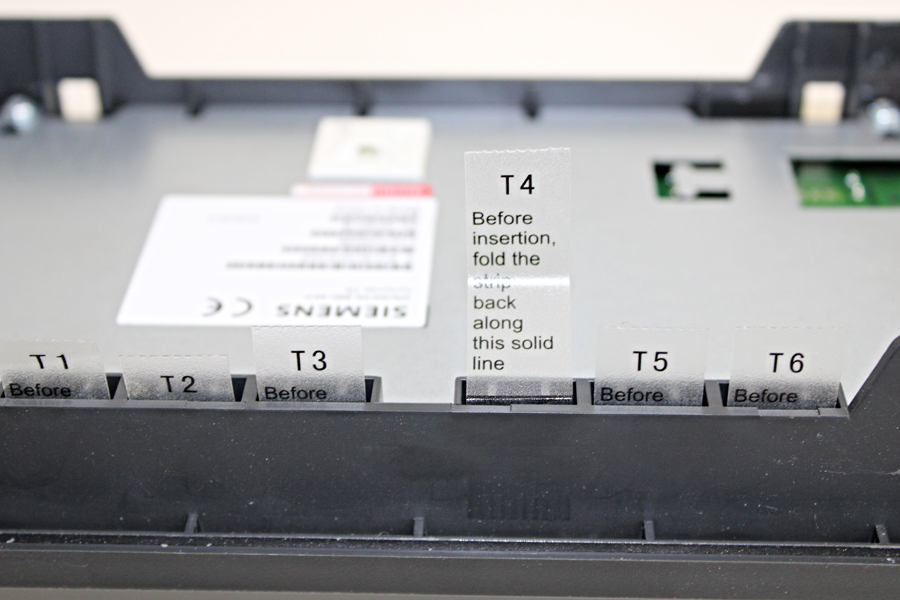 T4
Before
insertion,
fold the
strip
back
along
this solid
line
T1
Before
T2
T3
Before
T5
Before
T6
Before
SIEMENS CE